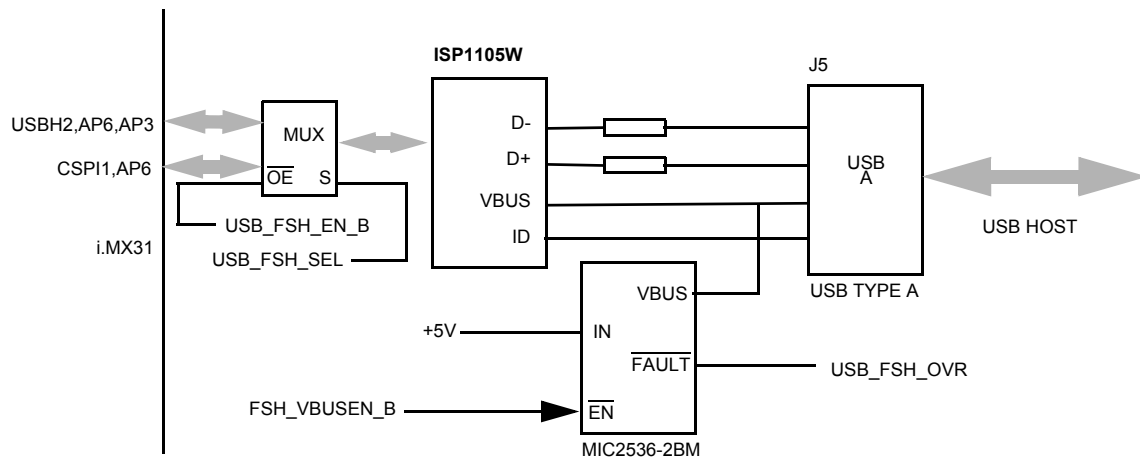 ISP1105W
J5
USBH2,AP6,AP3
MUX
D-
CSPI1,AP6
D+
USB
A
OE
S
VBUS
USB_FSH_EN_B
USB HOST
i.MX31
ID
USB_FSH_SEL
VBUS
USB TYPE A
+5V
IN
FAULT
USB_FSH_OVR
FSH_VBUSEN_B
EN
MIC2536-2BM